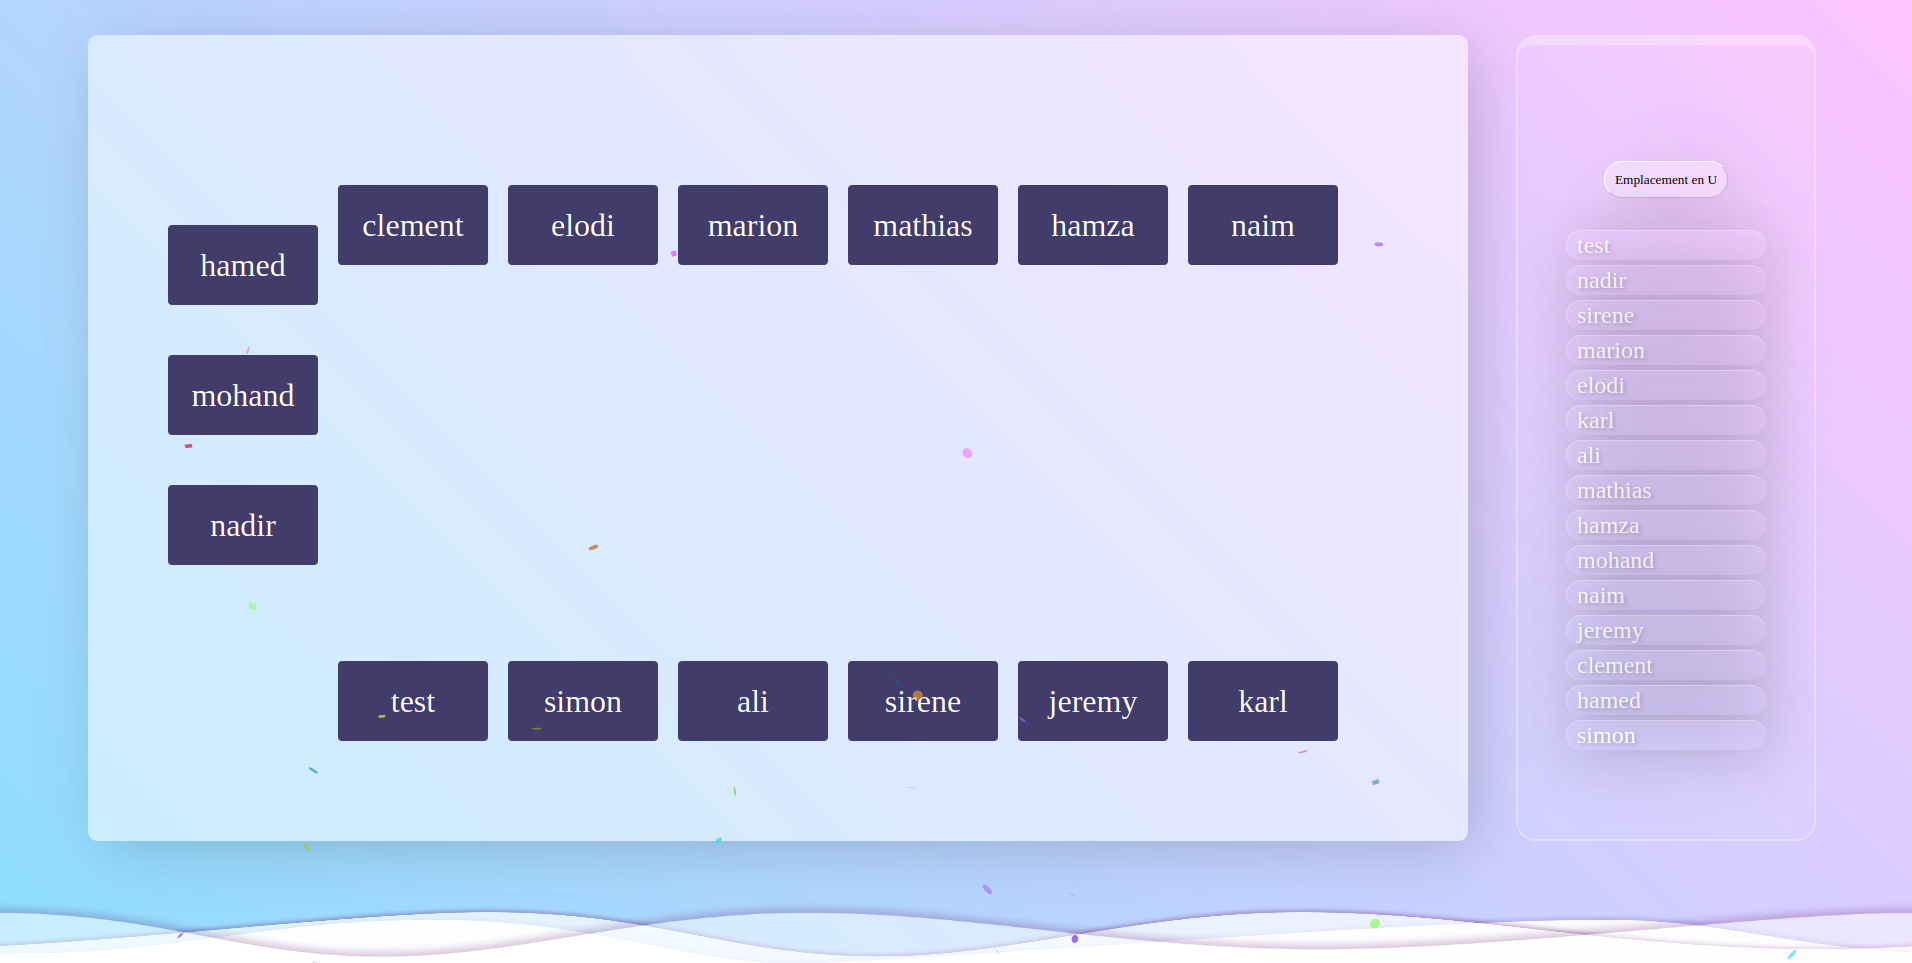 clement
elodi
marion
mathias
hamza
naim
hamed
mohand
nadir
test
simon
ali
sirene
jeremy
karl
Emplacement en U
test
nadir
sirene
marion
elodi
karl
ali
mathias
hamza
mohand
naim
jeremy
clement
hamed
simon